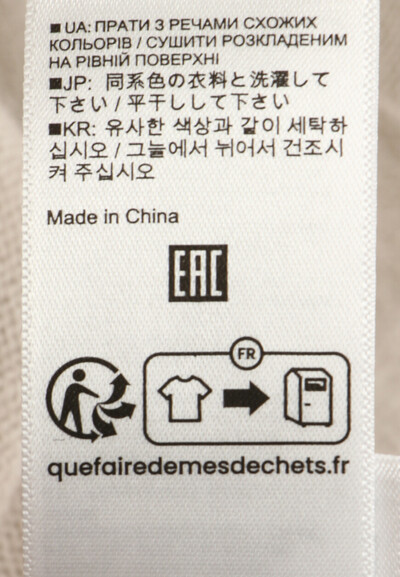 ■ UA: ПРАТИ З РЕЧАМИ СХОЖИХ
КОЛЬОРІВ / СУШИТИ РОЗКЛАДЕНИМ
НА РІВНІЙ ПОВЕРХНІ
■JP: 同系色の衣料と洗濯して
下さい / 平干しして下さい
■KR: 유사한 색상과 같이 세탁하
십시오 / 그늘에서 뉘어서 건조시
켜 주십시오
Made in China
EAC
FR
quefairedemesdechets.fr